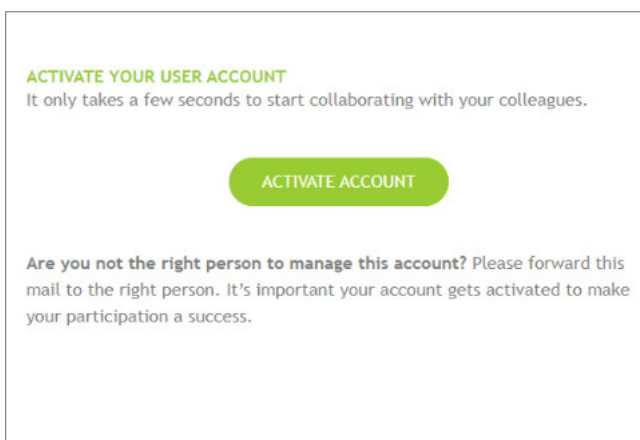 ACTIVATE YOUR USER ACCOUNT
It only takes a few seconds to start collaborating with your colleagues.
ACTIVATE ACCOUNT
Are you not the right person to manage this account? Please forward this
mail to the right person. It's important your account gets activated to make
your participation a success.